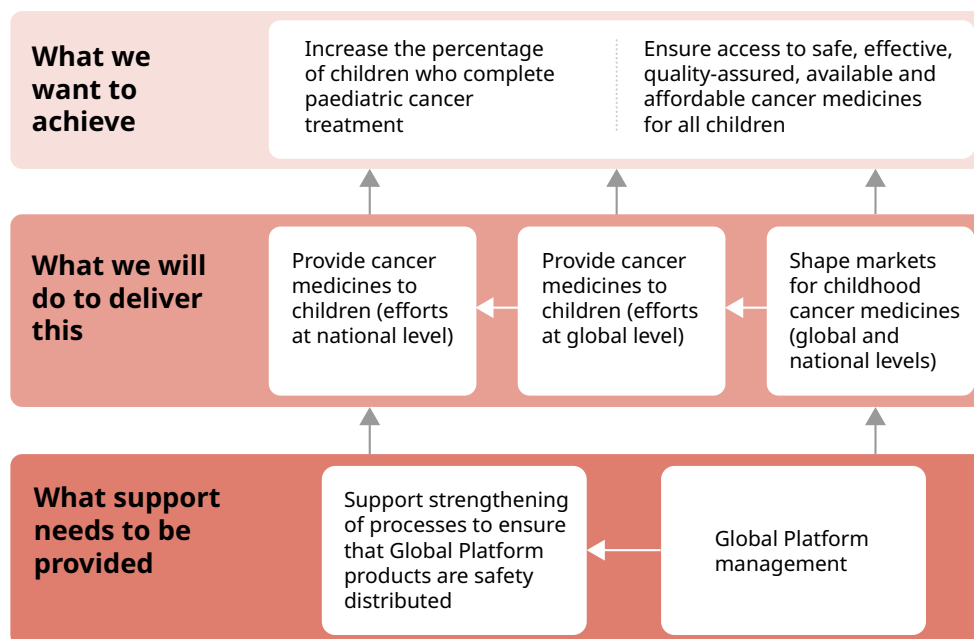 What we
want to
achieve
Increase the percentage
of children who complete
paediatric cancer
treatment
Ensure access to safe, effective,
quality-assured, available and
affordable cancer medicines
for all children
What we will
do to deliver
this
Provide cancer
medicines to
children (efforts
at national level)
Provide cancer
medicines to
children (efforts
at global level)
Shape markets
for childhood
cancer medicines
(global and
national levels)
What support
needs to be
provided
Support strengthening
of processes to ensure
that Global Platform
products are safety
distributed
Global Platform
management